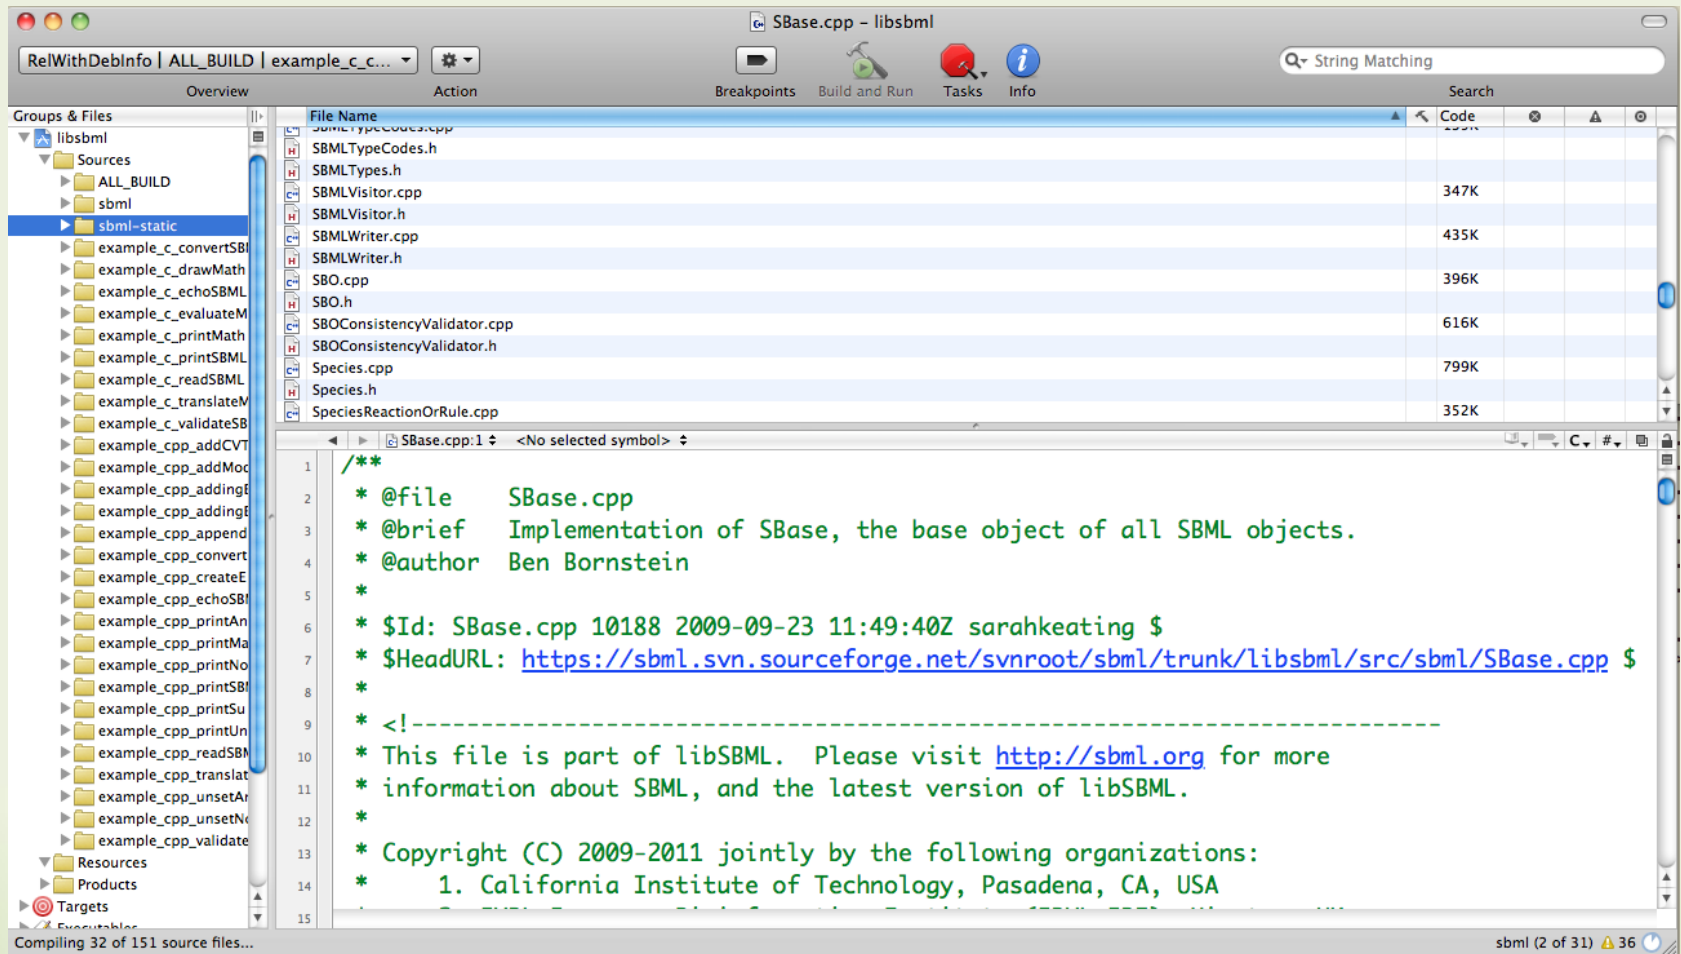 SBase.cpp – libsbml
RelWithDebInfo | ALL_BUILD | example_c_c...
String Matching
Overview
Action
Breakpoints
Build and Run
Tasks
Info
Search
Groups & Files
libsbml
Sources
ALL_BUILD
sbml
sbml-static
example_c_convertSB
example_c_drawMath
example_c_echoSBML
example_c_evaluateM
example_c_printMath
example_c_printSBML
example_c_readSBML
example_c_translateM
example_c_validateSB
example_cpp_addCVT
example_cpp_addMod
example_cpp_adding
example_cpp_adding
example_cpp_append
example_cpp_convert
example_cpp_createE
example_cpp_echoSB
example_cpp_printAn
example_cpp_printMa
example_cpp_printNo
example_cpp_printSB
example_cpp_printSu
example_cpp_printUn
example_cpp_readSB
example_cpp_translat
example_cpp_unsetAn
example_cpp_unsetNo
example_cpp_validate
Resources
Products
Targets
Executables
File Name
Code
SBMLTypeCodes.cpp
SBMLTypeCodes.h
SBMLTypes.h
SBMLVisitor.cpp 347K
SBMLVisitor.h
SBMLWriter.cpp 435K
SBMLWriter.h
SBO.cpp 396K
SBO.h
SBOConsistencyValidator.cpp 616K
SBOConsistencyValidator.h
Species.cpp 799K
Species.h
SpeciesReactionOrRule.cpp 352K
SBase.cpp:1 <No selected symbol> C #
1 /**
2 * @file SBase.cpp
3 * @brief Implementation of SBase, the base object of all SBML objects.
4 * @author Ben Bornstein
5 *
6 * $Id: SBase.cpp 10188 2009-09-23 11:49:40Z sarahkeating $
7 * $HeadURL: https://sbml.svn.sourceforge.net/svnroot/sbml/trunk/libsbml/src/sbml/SBase.cpp $
8 *
9 * <!---------------------------------------------------------------------------
10 * This file is part of libSBML. Please visit http://sbml.org for more
11 * information about SBML, and the latest version of libSBML.
12 *
13 * Copyright (C) 2009-2011 jointly by the following organizations:
14 * 1. California Institute of Technology, Pasadena, CA, USA
15
Compiling 32 of 151 source files...
sbml (2 of 31) 36